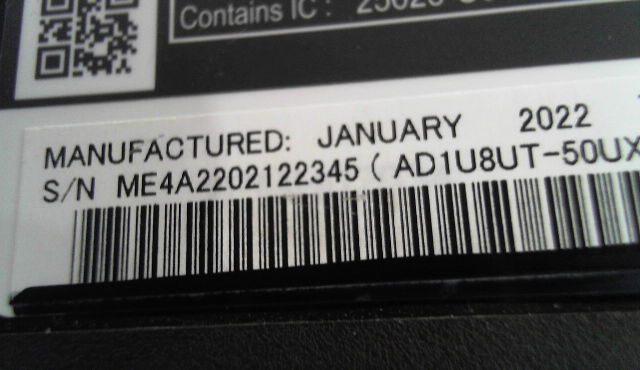 Contains IC :
MANUFACTURED: JANUARY 2022
S/N ME4A2202122345 ( AD1U8UT-50UX